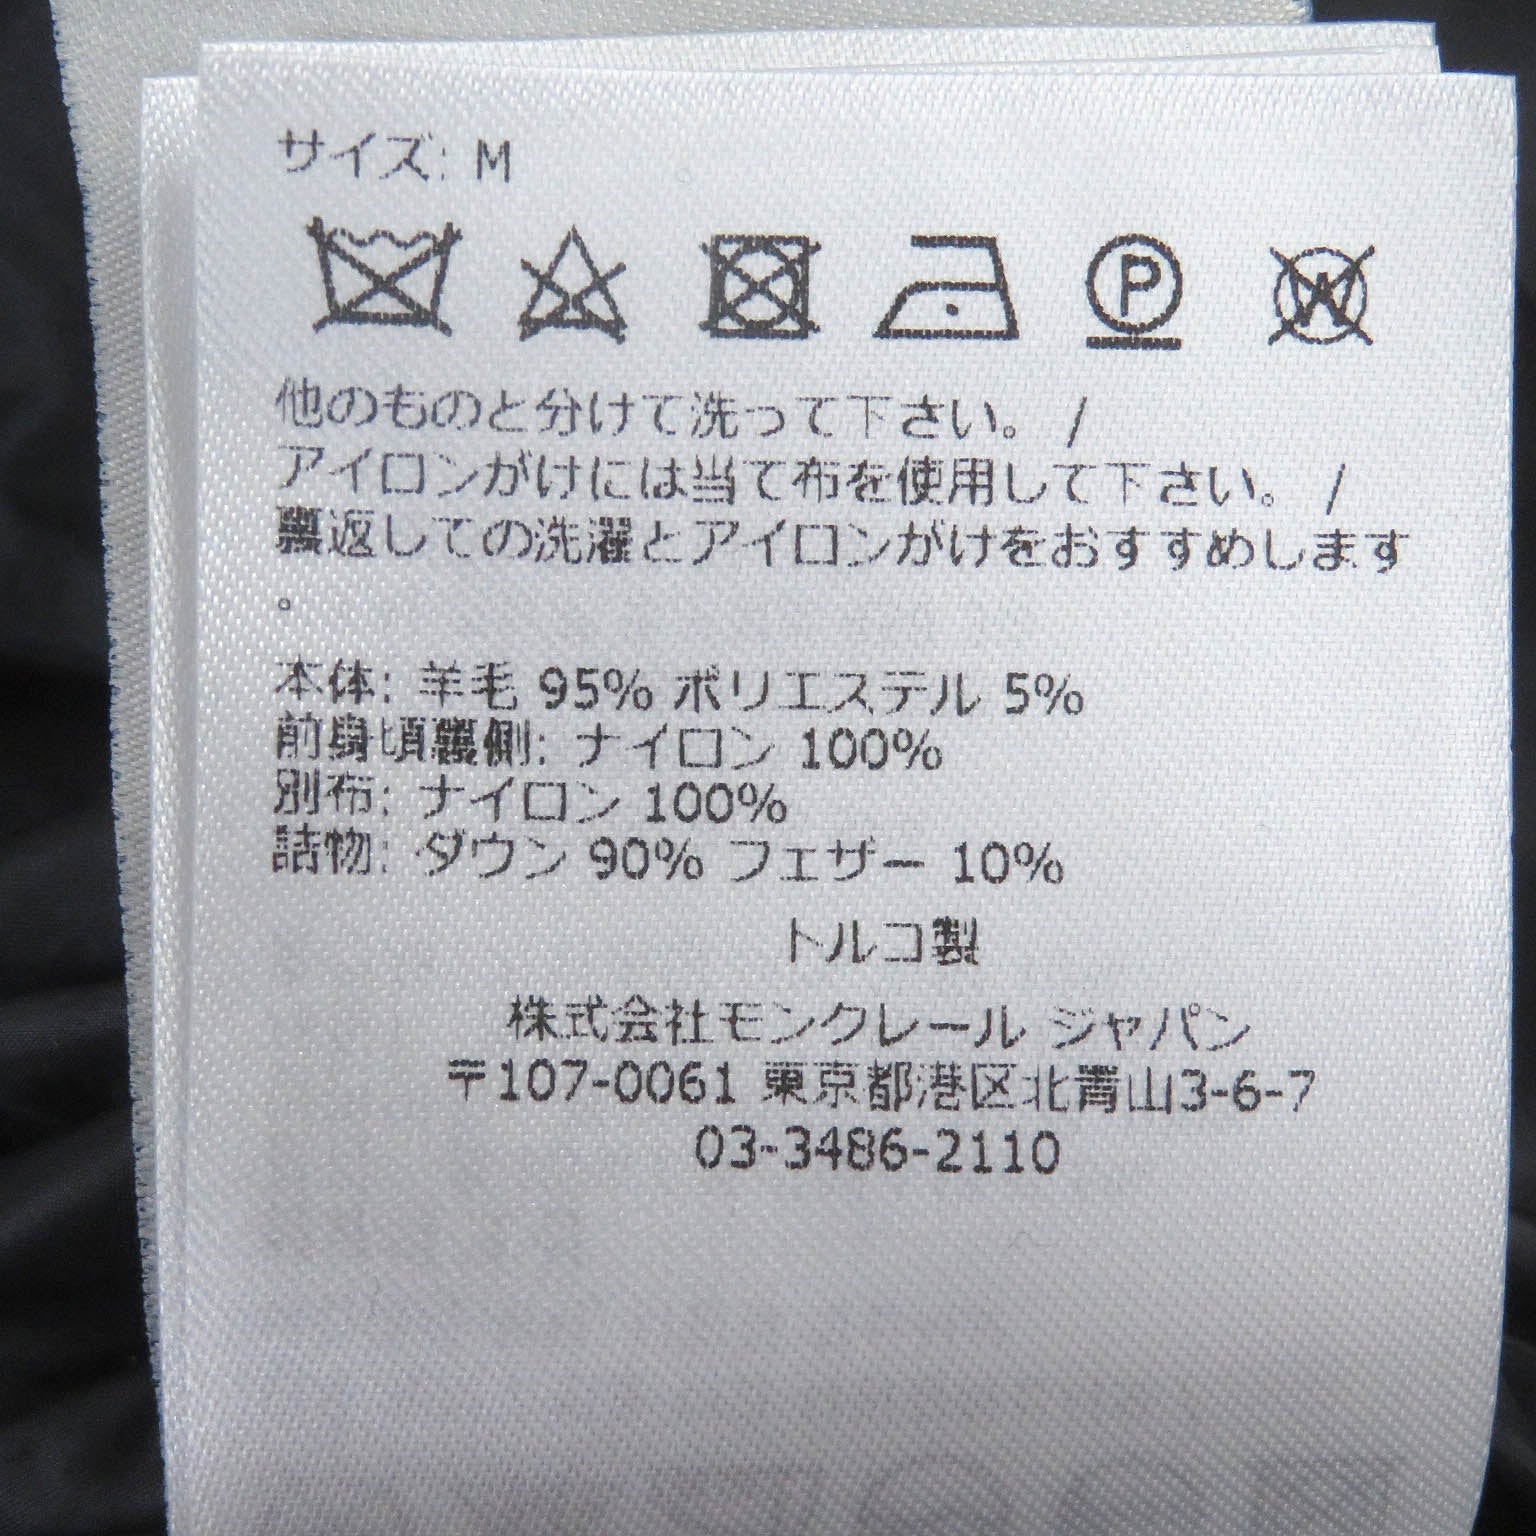 サイズ: M
P
W
他のものと分けて洗って下さい。 /
アイロンがけには当て布を使用して下さい。 /
裏返しての洗濯とアイロンがけをおすすめします
。
本体: 羊毛 95% ポリエステル 5%
前身頃裏側: ナイロン 100%
別布: ナイロン 100%
詰物: ダウン 90% フェザー 10%
トルコ製
株式会社モンクレール ジャパン
〒107-0061 東京都港区北青山3-6-7
03-3486-2110